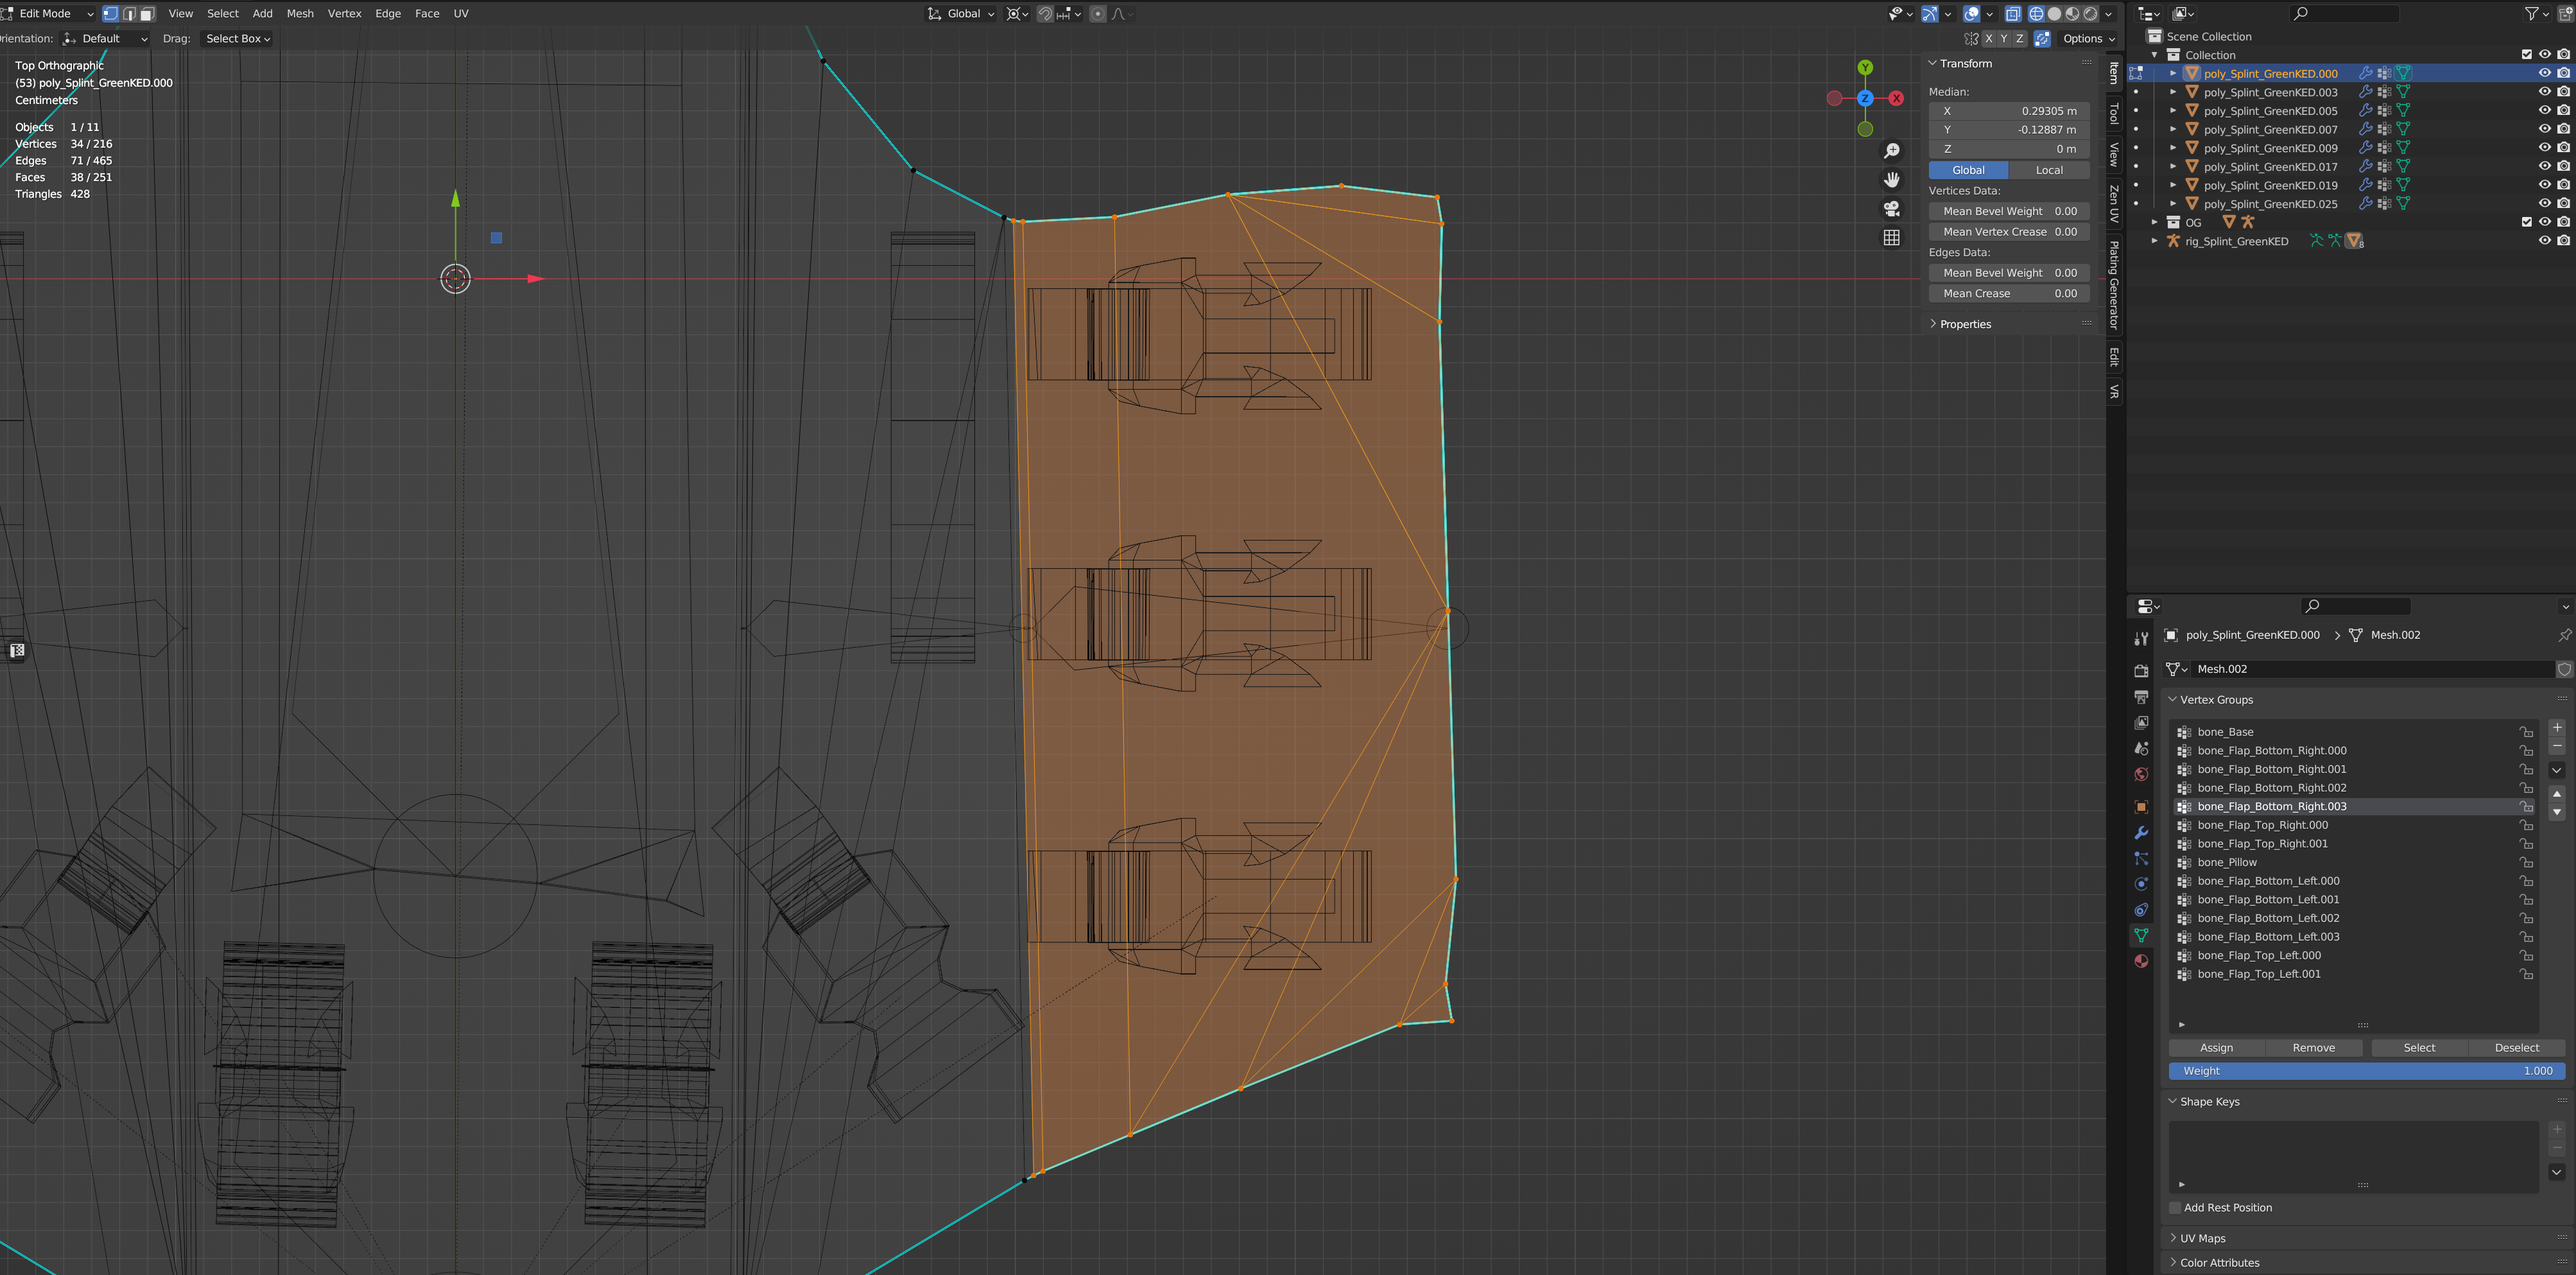 Edit Mode View Select Add Mesh Vertex Edge Face UV Global
rientation: Default Drag: Select Box X Y Z Options
Top Orthographic
(53) poly_Splint_GreenKED.000
Centimeters
Objects 1 / 11
Vertices 34 / 216
Edges 71 / 465
Faces 38 / 251
Triangles 428
Y
Z
X
Transform
Median:
X 0.29305 m
Y -0.12887 m
Z 0 m
Global Local
Vertices Data:
Mean Bevel Weight 0.00
Mean Vertex Crease 0.00
Edges Data:
Mean Bevel Weight 0.00
Mean Crease 0.00
Properties
Item
Tool
View
Zen UV
Plating Generator
Edit
VR
Scene Collection
Collection
poly_Splint_GreenKED.000
poly_Splint_GreenKED.003
poly_Splint_GreenKED.005
poly_Splint_GreenKED.007
poly_Splint_GreenKED.009
poly_Splint_GreenKED.017
poly_Splint_GreenKED.019
poly_Splint_GreenKED.025
OG
rig_Splint_GreenKED 8
poly_Splint_GreenKED.000 > Mesh.002
Mesh.002
Vertex Groups
bone_Base
bone_Flap_Bottom_Right.000
bone_Flap_Bottom_Right.001
bone_Flap_Bottom_Right.002
bone_Flap_Bottom_Right.003
bone_Flap_Top_Right.000
bone_Flap_Top_Right.001
bone_Pillow
bone_Flap_Bottom_Left.000
bone_Flap_Bottom_Left.001
bone_Flap_Bottom_Left.002
bone_Flap_Bottom_Left.003
bone_Flap_Top_Left.000
bone_Flap_Top_Left.001
Assign Remove Select Deselect
Weight 1.000
Shape Keys
Add Rest Position
UV Maps
Color Attributes